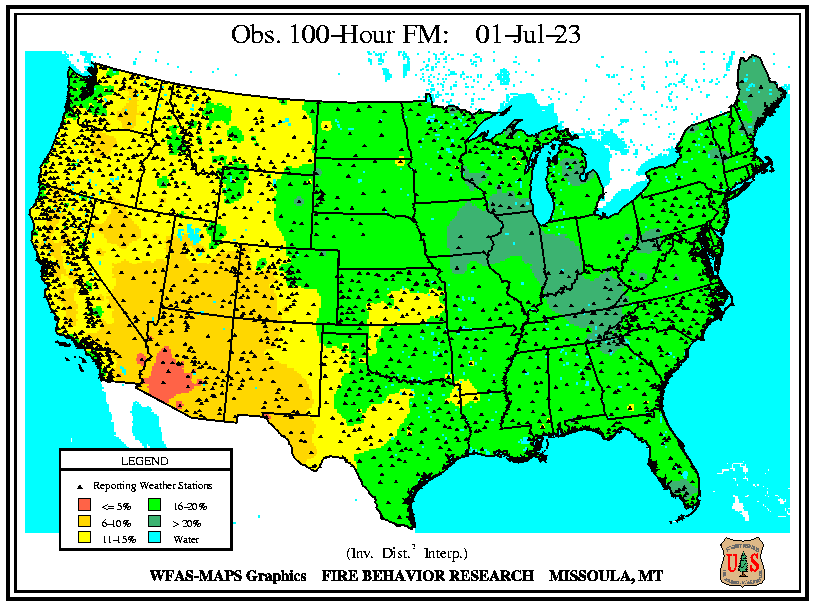 Obs. 100-Hour FM: 01-Jul-23
LEGEND
Reporting Weather Stations
<= 5% 16-20%
6-10% > 20%
11-15% Water
(Inv. Dist.² Interp.)
WFAS-MAPS Graphics FIRE BEHAVIOR RESEARCH MISSOULA, MT
U S